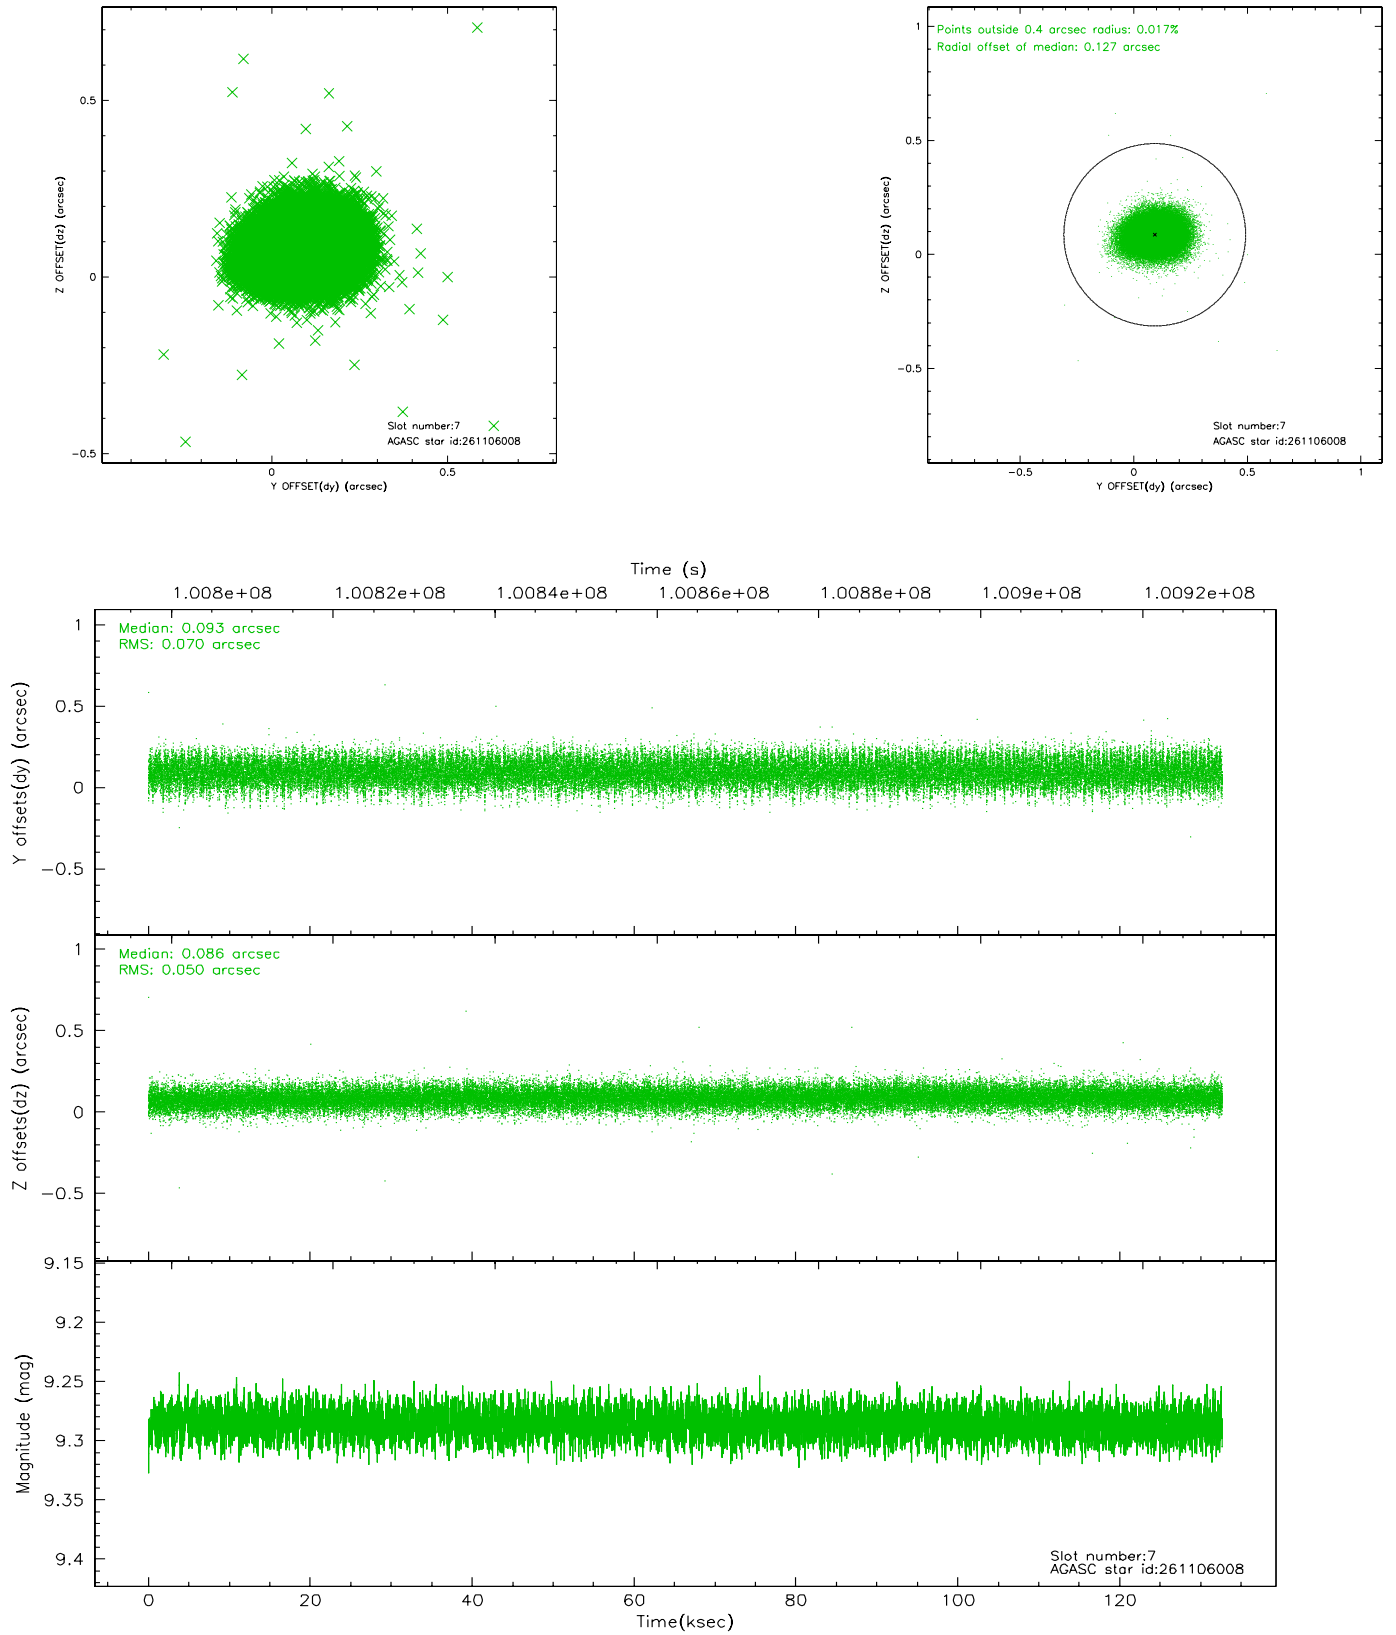 0.5
0
-0.5
Z OFFSET(dz) (arcsec)
0
0.5
Y OFFSET(dy) (arcsec)
Slot number:7
AGASC star id:261106008
Points outside 0.4 arcsec radius: 0.017%
Radial offset of median: 0.127 arcsec
1
0.5
0
-0.5
Z OFFSET(dz) (arcsec)
-0.5
0
0.5
1
Y OFFSET(dy) (arcsec)
Slot number:7
AGASC star id:261106008
Time (s)
1.008e+08
1.0082e+08
1.0084e+08
1.0086e+08
1.0088e+08
1.009e+08
1.0092e+08
Median: 0.093 arcsec
RMS: 0.070 arcsec
1
0.5
0
-0.5
Y offsets(dy) (arcsec)
Median: 0.086 arcsec
RMS: 0.050 arcsec
1
0.5
0
-0.5
Z offsets(dz) (arcsec)
9.15
9.2
9.25
9.3
9.35
9.4
Magnitude (mag)
Slot number:7
AGASC star id:261106008
0
20
40
60
80
100
120
Time(ksec)